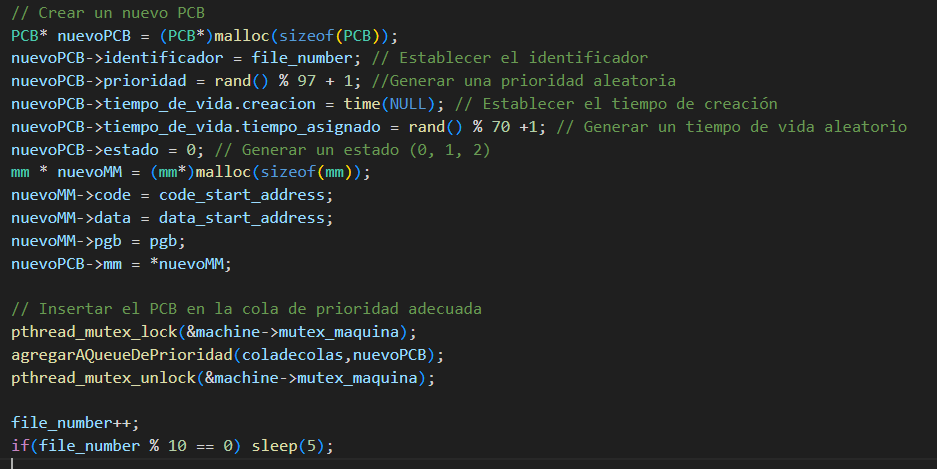 // Crear un nuevo PCB
PCB* nuevoPCB = (PCB*)malloc(sizeof(PCB));
nuevoPCB->identificador = file_number; // Establecer el identificador
nuevoPCB->prioridad = rand() % 97 + 1; //Generar una prioridad aleatoria
nuevoPCB->tiempo_de_vida.creacion = time(NULL); // Establecer el tiempo de creación
nuevoPCB->tiempo_de_vida.tiempo_asignado = rand() % 70 +1; // Generar un tiempo de vida aleatorio
nuevoPCB->estado = 0; // Generar un estado (0, 1, 2)
mm * nuevoMM = (mm*)malloc(sizeof(mm));
nuevoMM->code = code_start_address;
nuevoMM->data = data_start_address;
nuevoMM->pgb = pgb;
nuevoPCB->mm = *nuevoMM;

// Insertar el PCB en la cola de prioridad adecuada
pthread_mutex_lock(&machine->mutex_maquina);
agregarAQueueDePrioridad(coladecolas,nuevoPCB);
pthread_mutex_unlock(&machine->mutex_maquina);

file_number++;
if(file_number % 10 == 0) sleep(5);